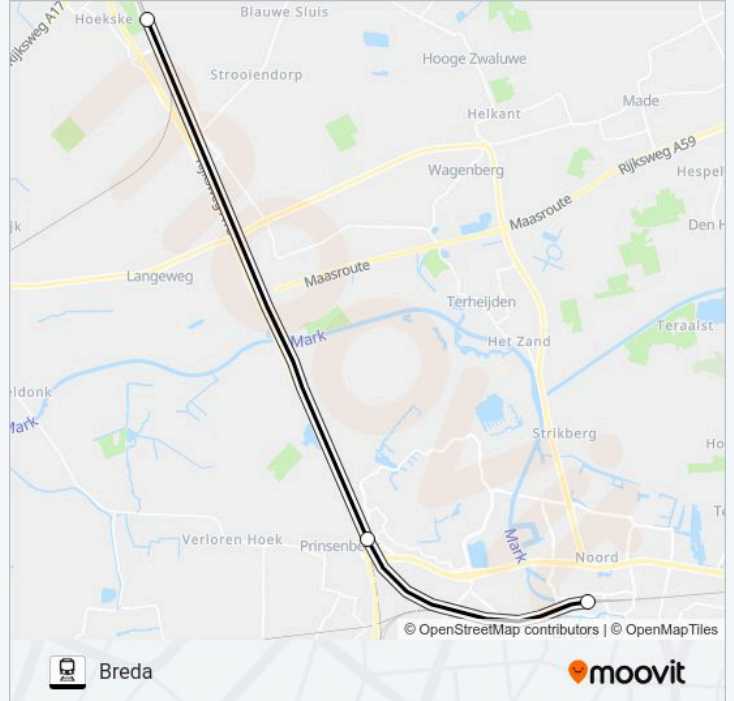 Rijksweg A17
Hoekske
Blauwe Sluis
Hooge Zwaluwe
Strooiendorp
Made
Helkant
Rijksweg A59
Wagenberg
Hespel
Maasroute
Den H
jk
Langeweg
Maasroute
Terheijden
Teraalst
Mark
Het Zand
eldonk
Mark
Strikberg
Ho
Te
Verloren Hoek
Prinsenbe
Mark
Noord
© OpenStreetMap contributors | © OpenMapTiles
Breda
moovit